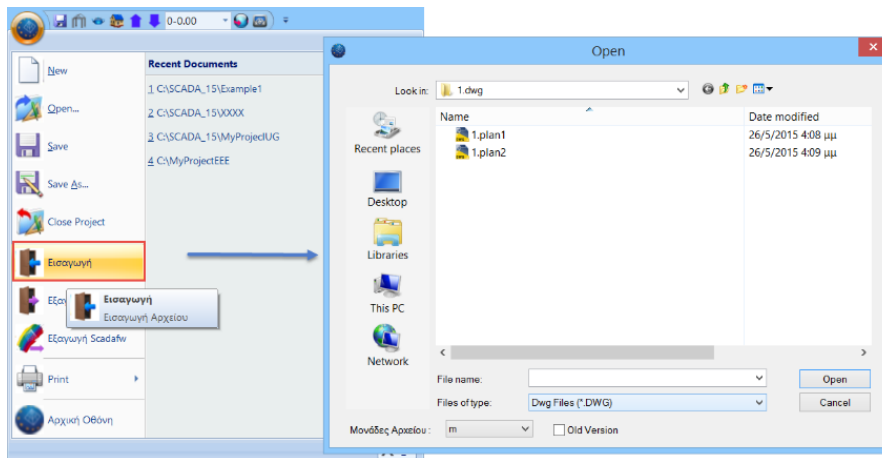 0-0.00
New
Open...
Save
Save As...
Close Project
Εισαγωγή
Εξα
Εισαγωγή
Εισαγωγή Αρχείου
Εξαγωγή Scadafw
Print
Αρχική Οθόνη
Recent Documents
1 C:\SCADA_15\Example1
2 C:\SCADA_15\XXXX
3 C:\SCADA_15\MyProjedUG
4 C:\MyProjectEEE
Open
Look in:
1.dwg
Recent places
Desktop
Libraries
This PC
Network
Name
Date modified
1.plan1
26/5/2015 4:08 μμ
1.plan2
26/5/2015 4:09 μμ
File name:
Open
Files of type:
Dwg Files (*.DWG)
Cancel
Μονάδες Αρχείου :
m
Old Version